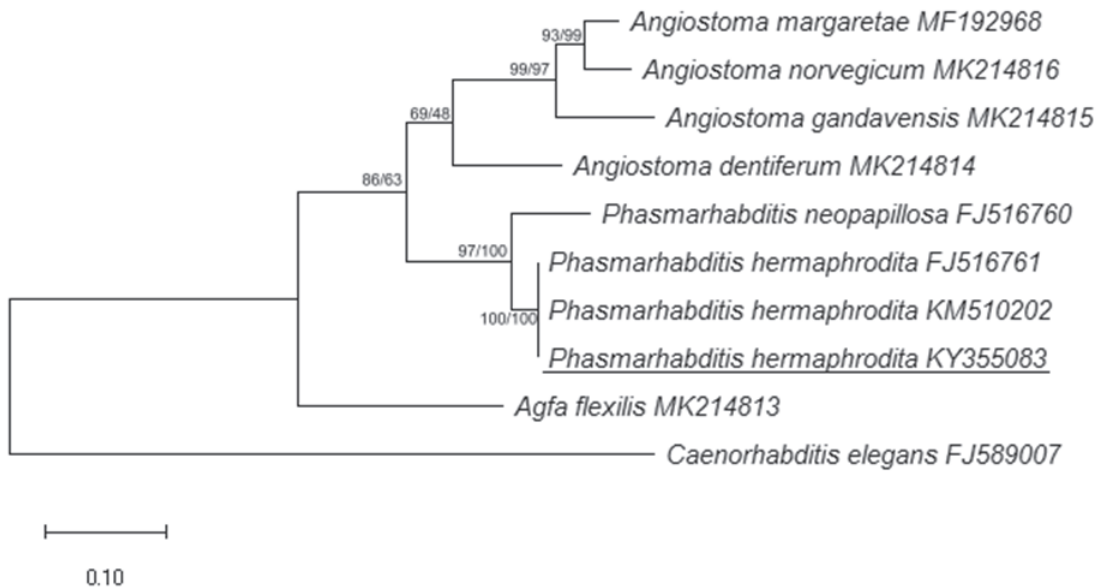 Angiostoma margaretae MF192968
93/99
Angiostoma norvegicum MK214816
99/97
Angiostoma gandavensis MK214815
69/48
Angiostoma dentiferum MK214814
86/63
Phasmarhabditis neopapillosa FJ516760
97/100
Phasmarhabditis hermaphrodita FJ516761
Phasmarhabditis hermaphrodita KM510202
100/100
Phasmarhabditis hermaphrodita KY355083
Agfa flexilis MK214813
Caenorhabditis elegans FJ589007
0.10